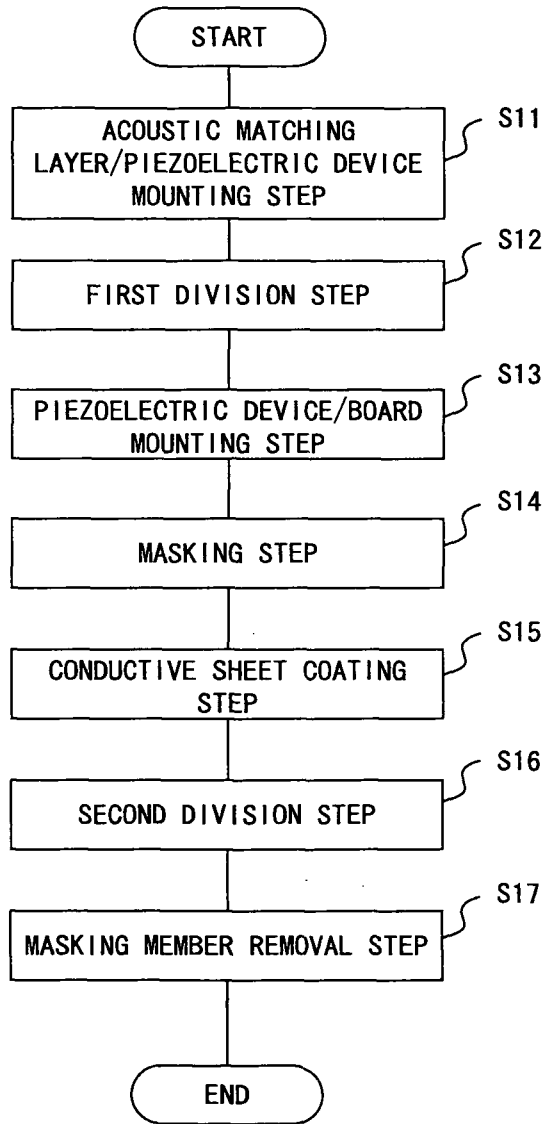 START
S11
ACOUSTIC MATCHING
LAYER/PIEZOELECTRIC DEVICE
MOUNTING STEP
S12
FIRST DIVISION STEP
S13
PIEZOELECTRIC DEVICE/BOARD
MOUNTING STEP
S14
MASKING STEP
S15
CONDUCTIVE SHEET COATING
STEP
S16
SECOND DIVISION STEP
S17
MASKING MEMBER REMOVAL STEP
END